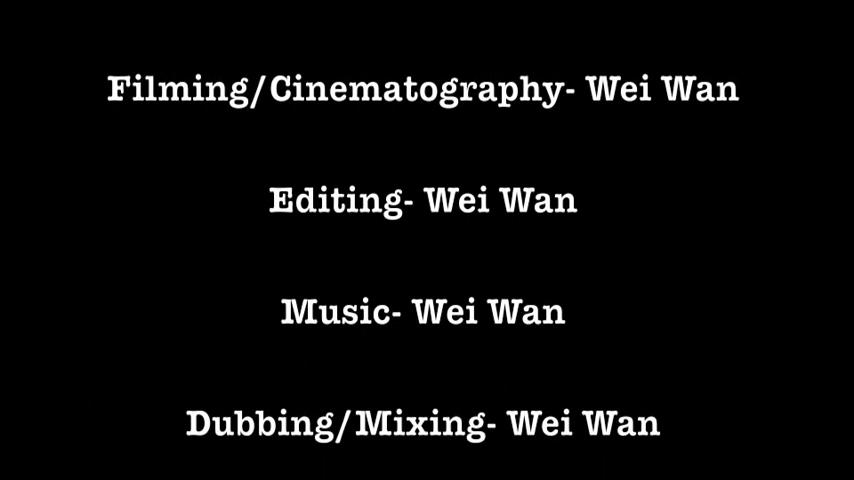 Filming/Cinematography- Wei Wan
Editing- Wei Wan
Music- Wei Wan
Dubbing/Mixing- Wei Wan